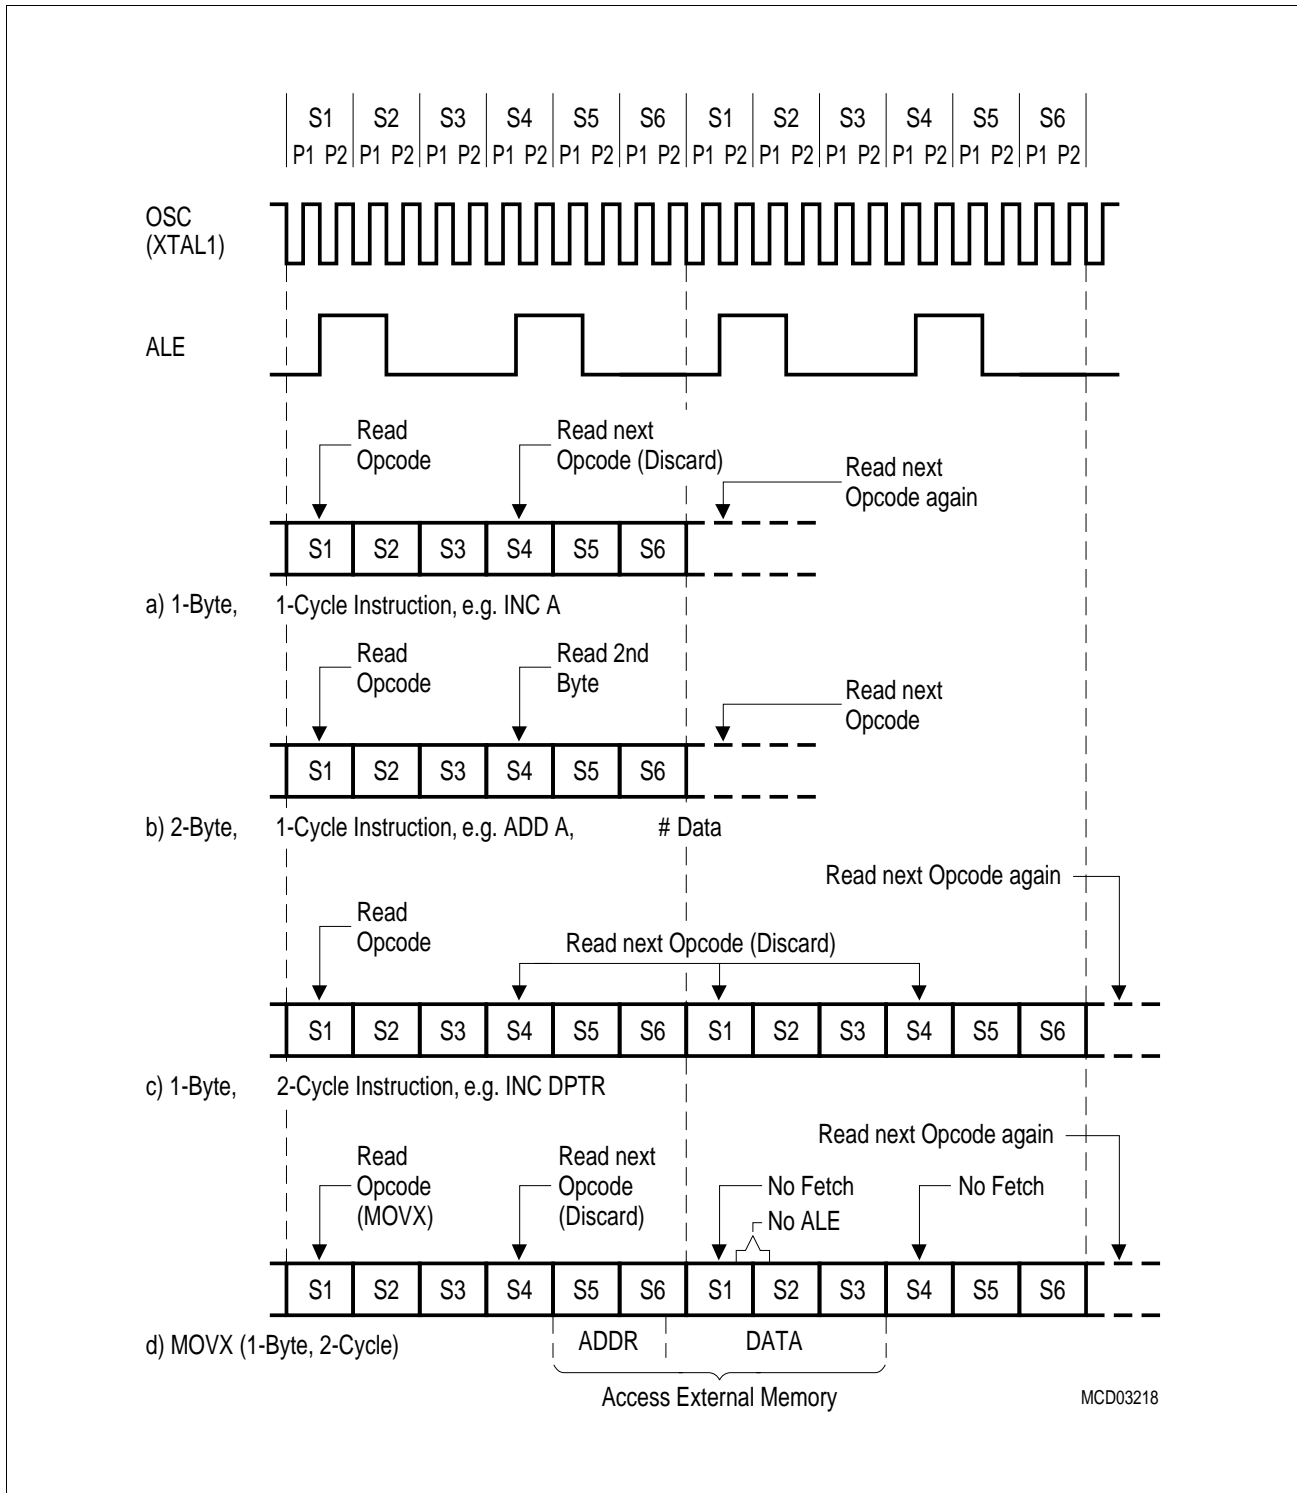 S1 S2 S3 S4 S5 S6 S1 S2 S3 S4 S5 S6
P1 P2 P1 P2 P1 P2 P1 P2 P1 P2 P1 P2 P1 P2 P1 P2 P1 P2 P1 P2 P1 P2 P1 P2
OSC
(XTAL1)
ALE
Read
Opcode
Read next
Opcode (Discard)
Read next
Opcode again
S1 S2 S3 S4 S5 S6
a) 1-Byte, 1-Cycle Instruction, e.g. INC A
Read
Opcode
Read 2nd
Byte
Read next
Opcode
S1 S2 S3 S4 S5 S6
b) 2-Byte, 1-Cycle Instruction, e.g. ADD A, # Data
Read next Opcode again
Read
Opcode
Read next Opcode (Discard)
S1 S2 S3 S4 S5 S6 S1 S2 S3 S4 S5 S6
c) 1-Byte, 2-Cycle Instruction, e.g. INC DPTR
Read next Opcode again
Read
Opcode
(MOVX)
Read next
Opcode
(Discard)
No Fetch
No ALE
No Fetch
S1 S2 S3 S4 S5 S6 S1 S2 S3 S4 S5 S6
d) MOVX (1-Byte, 2-Cycle)
ADDR DATA
Access External Memory
MCD03218